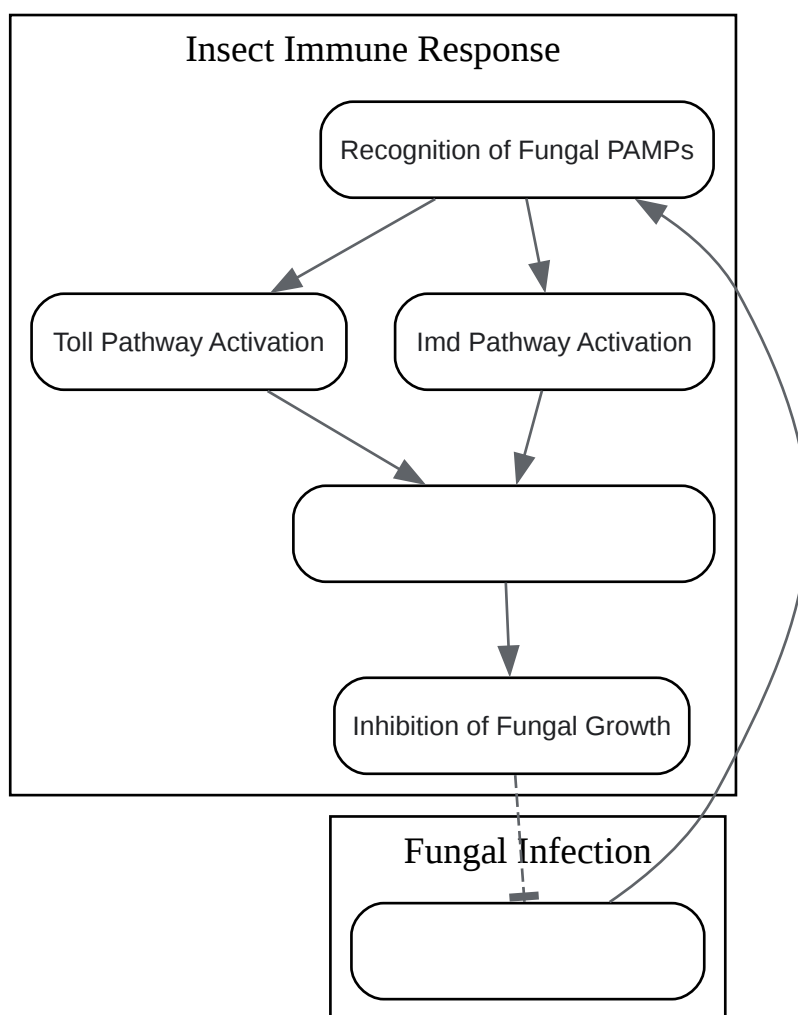 Insect Immune Response
Recognition of Fungal PAMPs
Toll Pathway Activation
Imd Pathway Activation
Inhibition of Fungal Growth
Fungal Infection